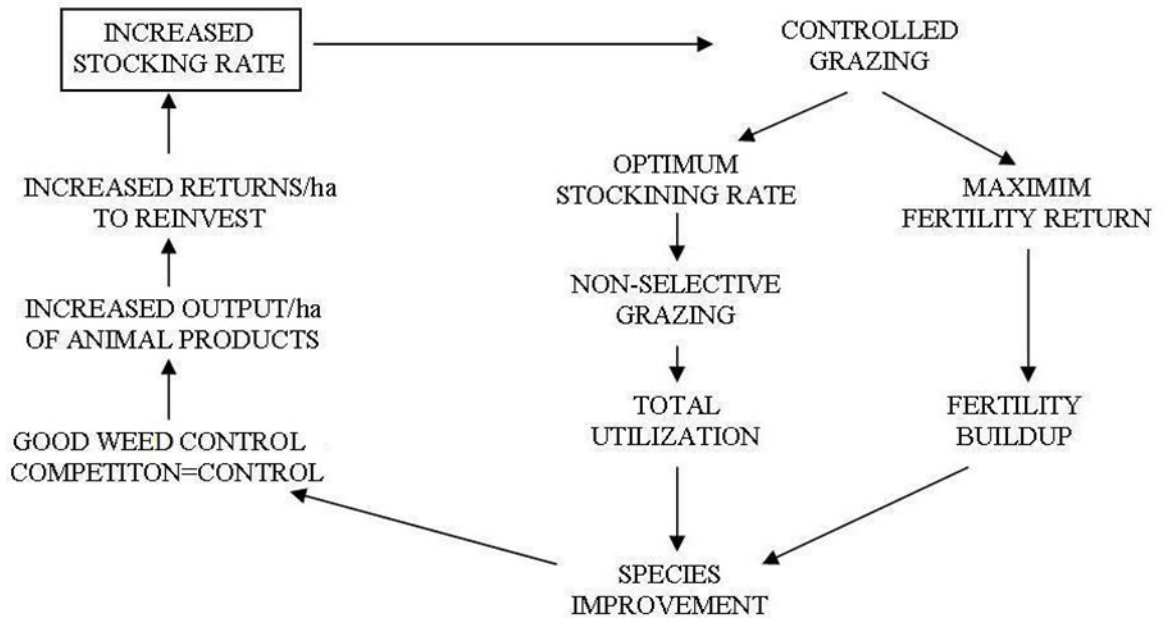 INCREASED
STOCKING RATE
CONTROLLED
GRAZING
OPTIMUM
STOCKINING RATE
MAXIMIM
FERTILITY RETURN
INCREASED RETURNS/ha
TO REINVEST
NON-SELECTIVE
GRAZING
INCREASED OUTPUT/ha
OF ANIMAL PRODUCTS
TOTAL
UTILIZATION
FERTILITY
BUILDUP
GOOD WEED CONTROL
COMPETITON=CONTROL
SPECIES
IMPROVEMENT